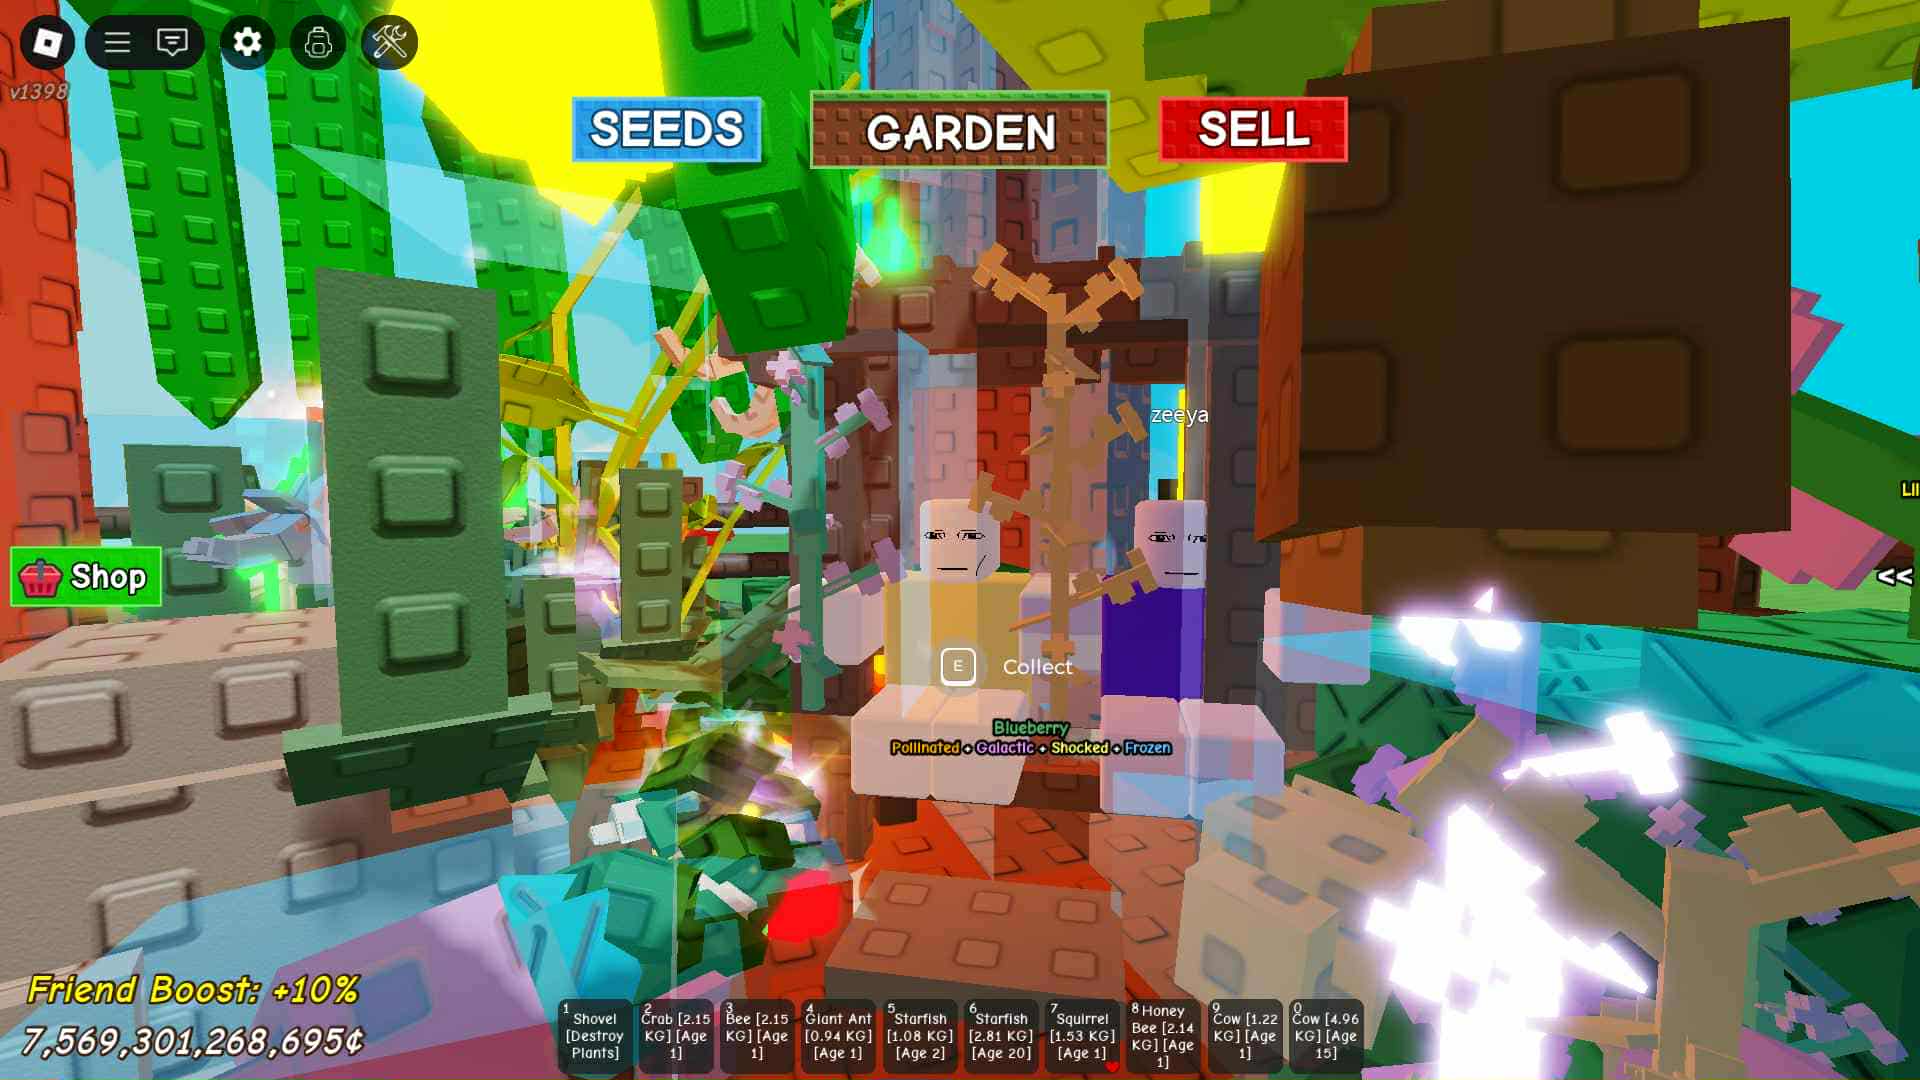 v1398
SEEDS
GARDEN
SELL
zeeya
Lil
Shop
<<
E
Collect
Blueberry
Pollinated + Galactic + Shocked + Frozen
Friend Boost: +10%
7,569,301,268,695¢
1
Shovel
[Destroy
Plants]
2
Crab [2.15
KG] [Age
1]
3
Bee [2.15
KG] [Age
1]
4
Giant Ant
[0.94 KG]
[Age 1]
5
Starfish
[1.08 KG]
[Age 2]
6
Starfish
[2.81 KG]
[Age 20]
7
Squirrel
[1.53 KG]
[Age 1]
8
Honey
Bee [2.14
KG] [Age
1]
9
Cow [1.22
KG] [Age
1]
0
Cow [4.96
KG] [Age
15]